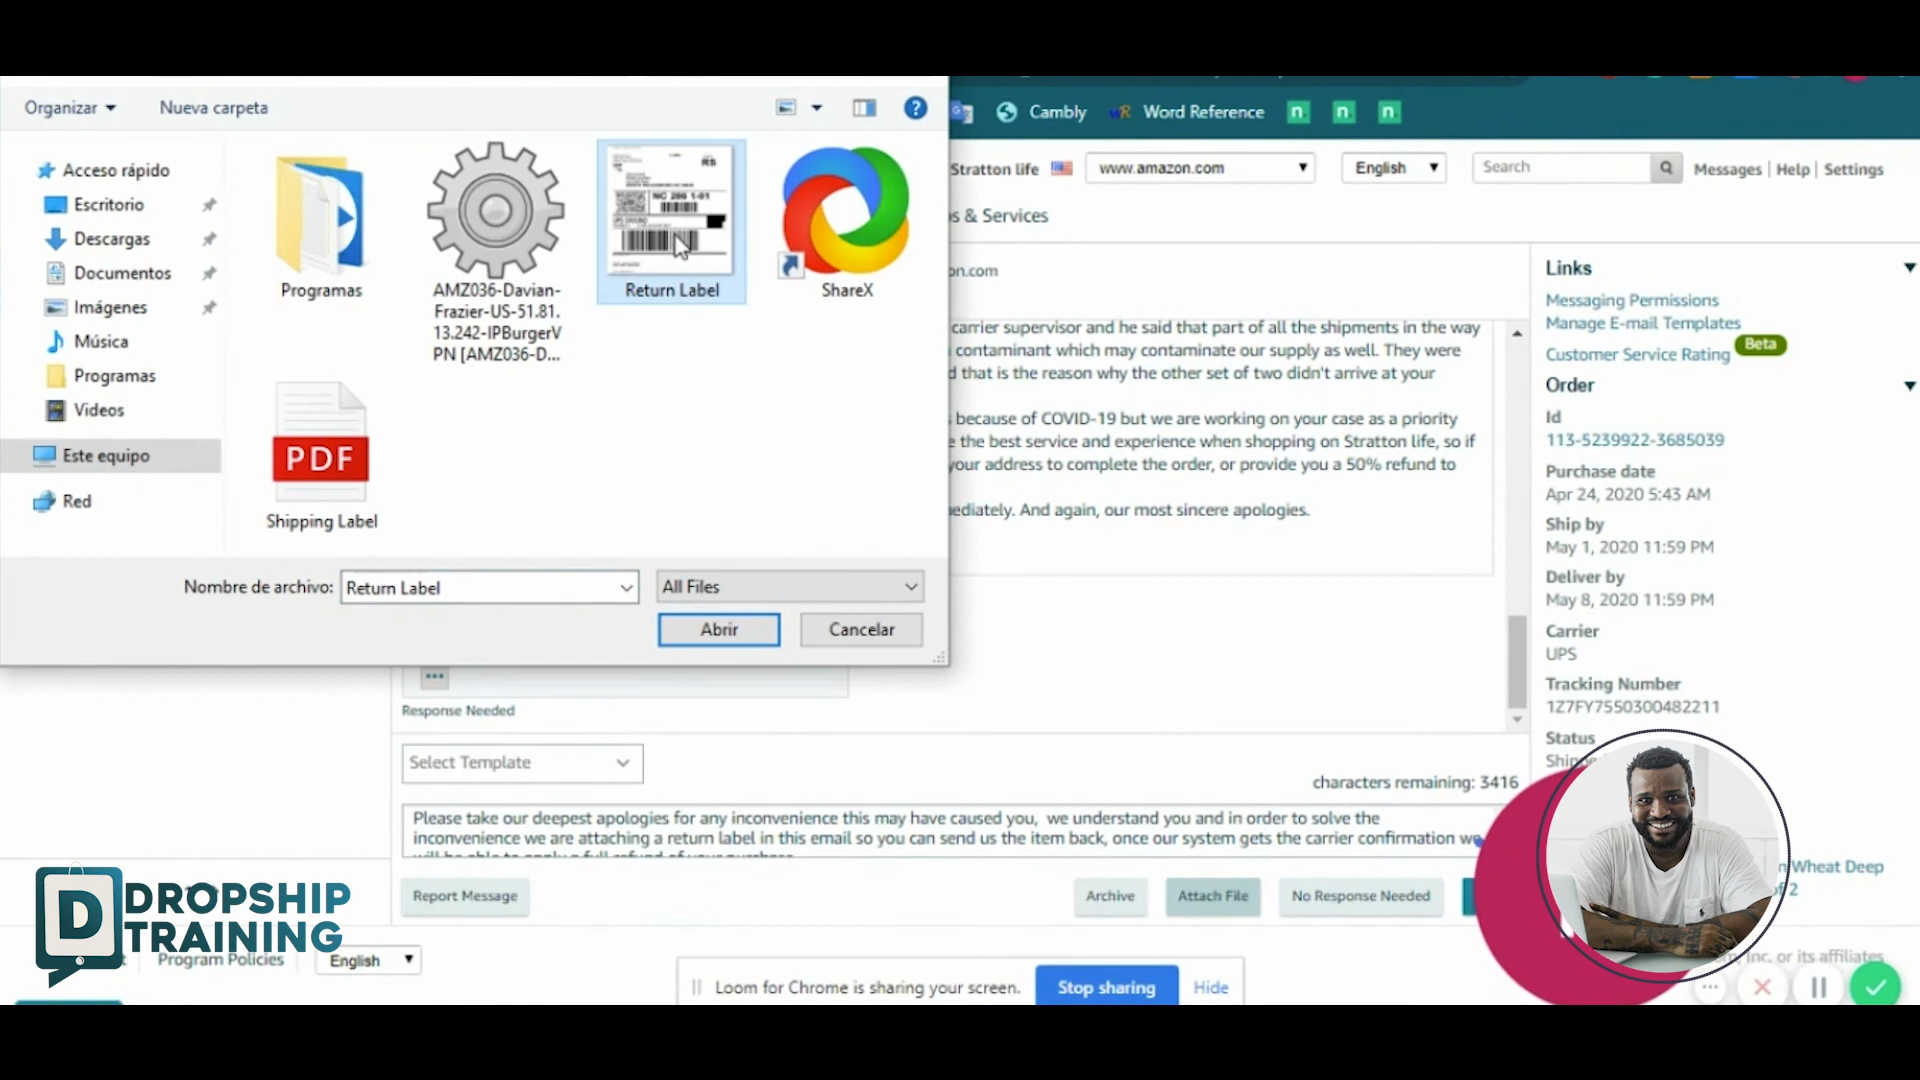 Organizar
Nueva carpeta
Acceso rápido
Escritorio
Descargas
Documentos
Imágenes
Música
Programas
Videos
Este equipo
Red
Programas
AMZ036-Davian-
Frazier-US-51.81.
13.242-IPBurgerV
PN [AMZ036-D...
RS
NC 286 1-01
Return Label
ShareX
PDF
Shipping Label
Nombre de archivo:
Return Label
All Files
Abrir
Cancelar
Cambly
Word Reference
n
n
n
Stratton life
www.amazon.com
English
Search
Messages | Help | Settings
& Services
carrier supervisor and he said that part of all the shipments in the way
contaminant which may contaminate our supply as well. They were
that is the reason why the other set of two didn't arrive at your
because of COVID-19 but we are working on your case as a priority
the best service and experience when shopping on Stratton life, so if
your address to complete the order, or provide you a 50% refund to
And again, our most sincere apologies.
Links
Messaging Permissions
Manage E-mail Templates
Customer Service Rating Beta
Order
Id
113-5239922-3685039
Purchase date
Apr 24, 2020 5:43 AM
Ship by
May 1, 2020 11:59 PM
Deliver by
May 8, 2020 11:59 PM
Carrier
UPS
Tracking Number
1Z7FY7550300482211
Status
Wheat Deep
of 2
Response Needed
Select Template
characters remaining: 3416
Please take our deepest apologies for any inconvenience this may have caused you, we understand you and in order to solve the
inconvenience we are attaching a return label in this email so you can send us the item back, once our system gets the carrier confirmation we
Report Message
Archive
Attach File
No Response Needed
D
DROPSHIP
TRAINING
Program Policies
English
Inc. or its affiliates
Loom for Chrome is sharing your screen.
Stop sharing
Hide